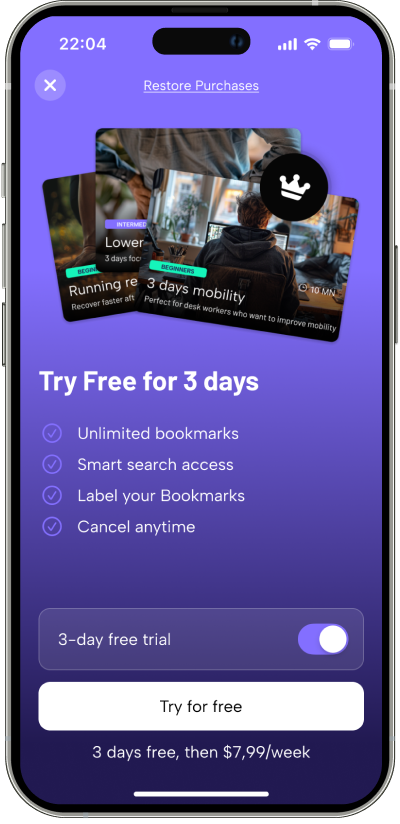 22:04
Restore Purchases
INTERMED
Lower
3 days foc
BEGIN
Running re
Recover faster aft
BEGINNERS
3 days mobility
10 MN
Perfect for desk workers who want to improve mobility
Try Free for 3 days
Unlimited bookmarks
Smart search access
Label your Bookmarks
Cancel anytime
3-day free trial
Try for free
3 days free, then $7,99/week